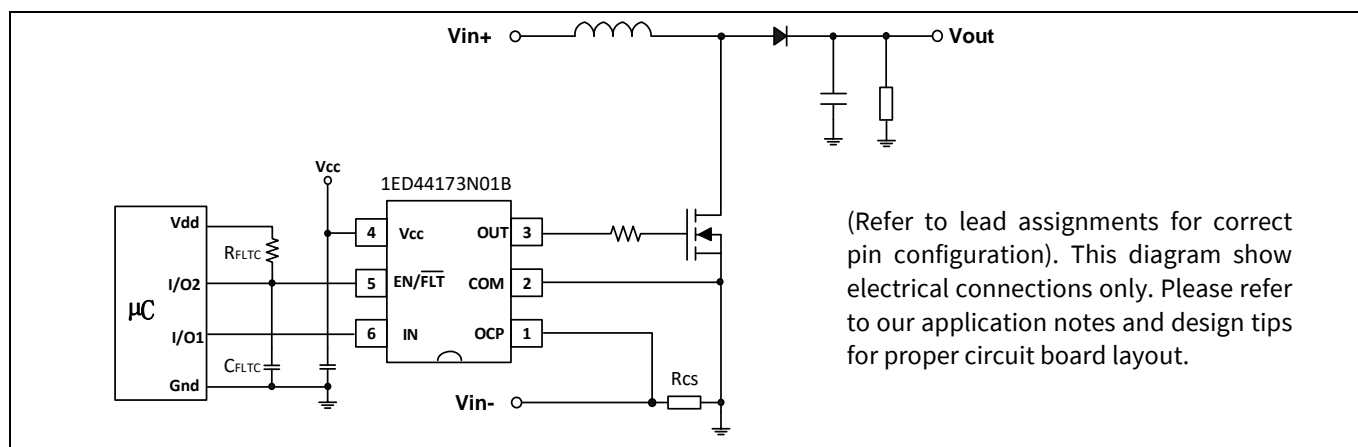 Vin+
Vout
Vcc
1ED44173N01B
Vdd
4
Vcc
OUT
3
RFLTC
I/O2
5
EN/FLT
COM
2
μC
I/O1
6
IN
OCP
1
CFLTC
Gnd
Rcs
Vin-
(Refer to lead assignments for correct
pin configuration). This diagram show
electrical connections only. Please refer
to our application notes and design tips
for proper circuit board layout.